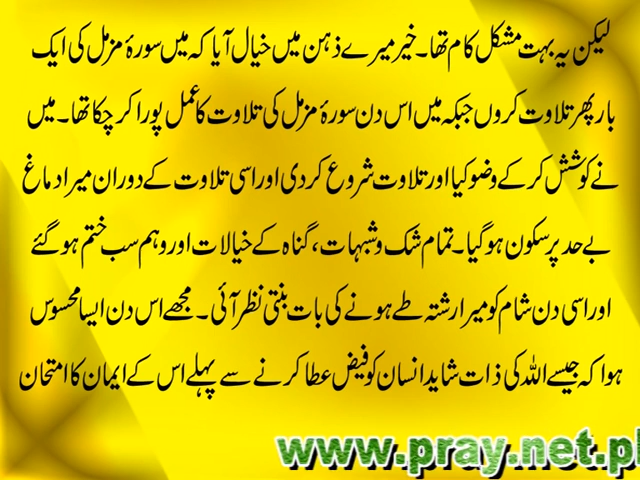 لیکن یہ بہت مشکل کام تھا۔ خیر میرے ذہن میں خیال آیا کہ میں سورۂ مزمل کی ایک
بار پھر تلاوت کروں جبکہ میں اس دن سورۂ مزمل کی تلاوت کا عمل پورا کر چکا تھا۔ میں
نے کوشش کر کے وضو کیا اور تلاوت شروع کر دی اور اسی تلاوت کے دوران میرا دماغ
بے حد پر سکون ہو گیا۔ تمام شک و شبہات، گناہ کے خیالات اور وہم سب ختم ہو گئے
اور اسی دن شام کو میرا رشتہ طے ہونے کی بات بنتی نظر آئی۔ مجھے اس دن ایسا محسوس
ہوا کہ جیسے اللہ کی ذات شاید انسان کو فیض عطا کرنے سے پہلے اس کے ایمان کا امتحان
www.pray.net.p